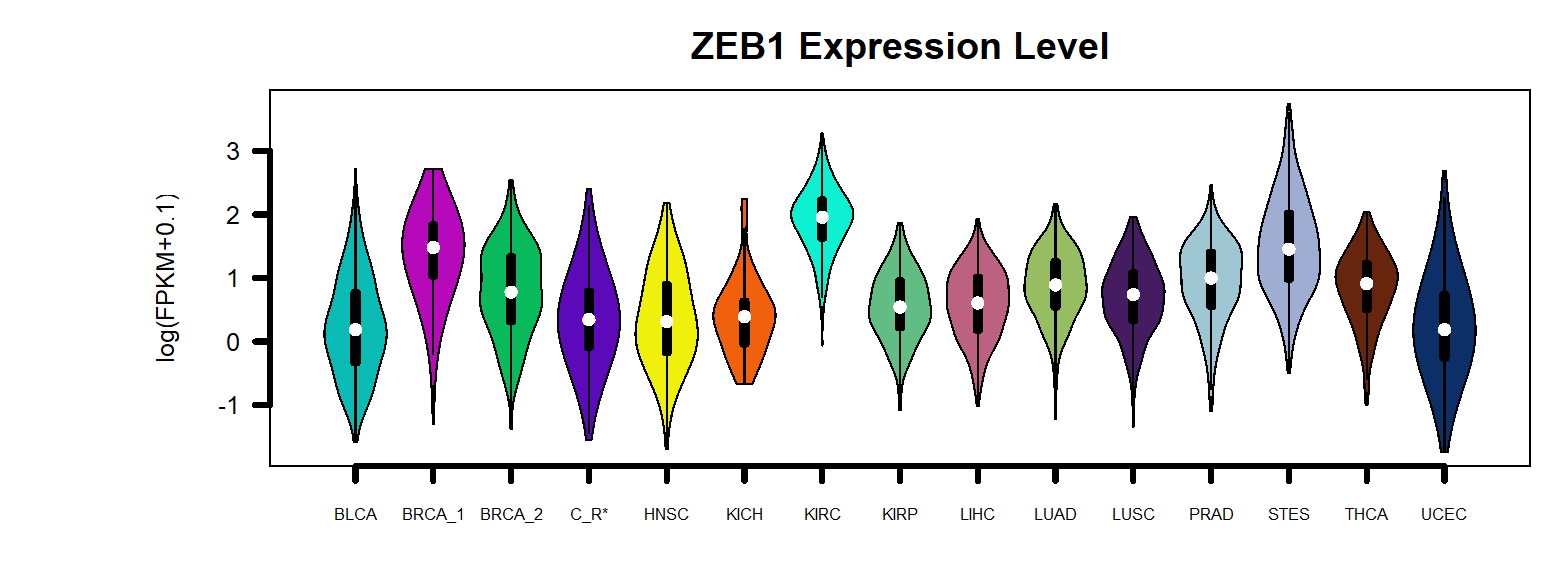 ZEB1 Expression Level
log(FPKM+0.1)
3
2
1
0
-1
BLCA BRCA_1 BRCA_2 C_R* HNSC KICH KIRC KIRP LIHC LUAD LUSC PRAD STES THCA UCEC